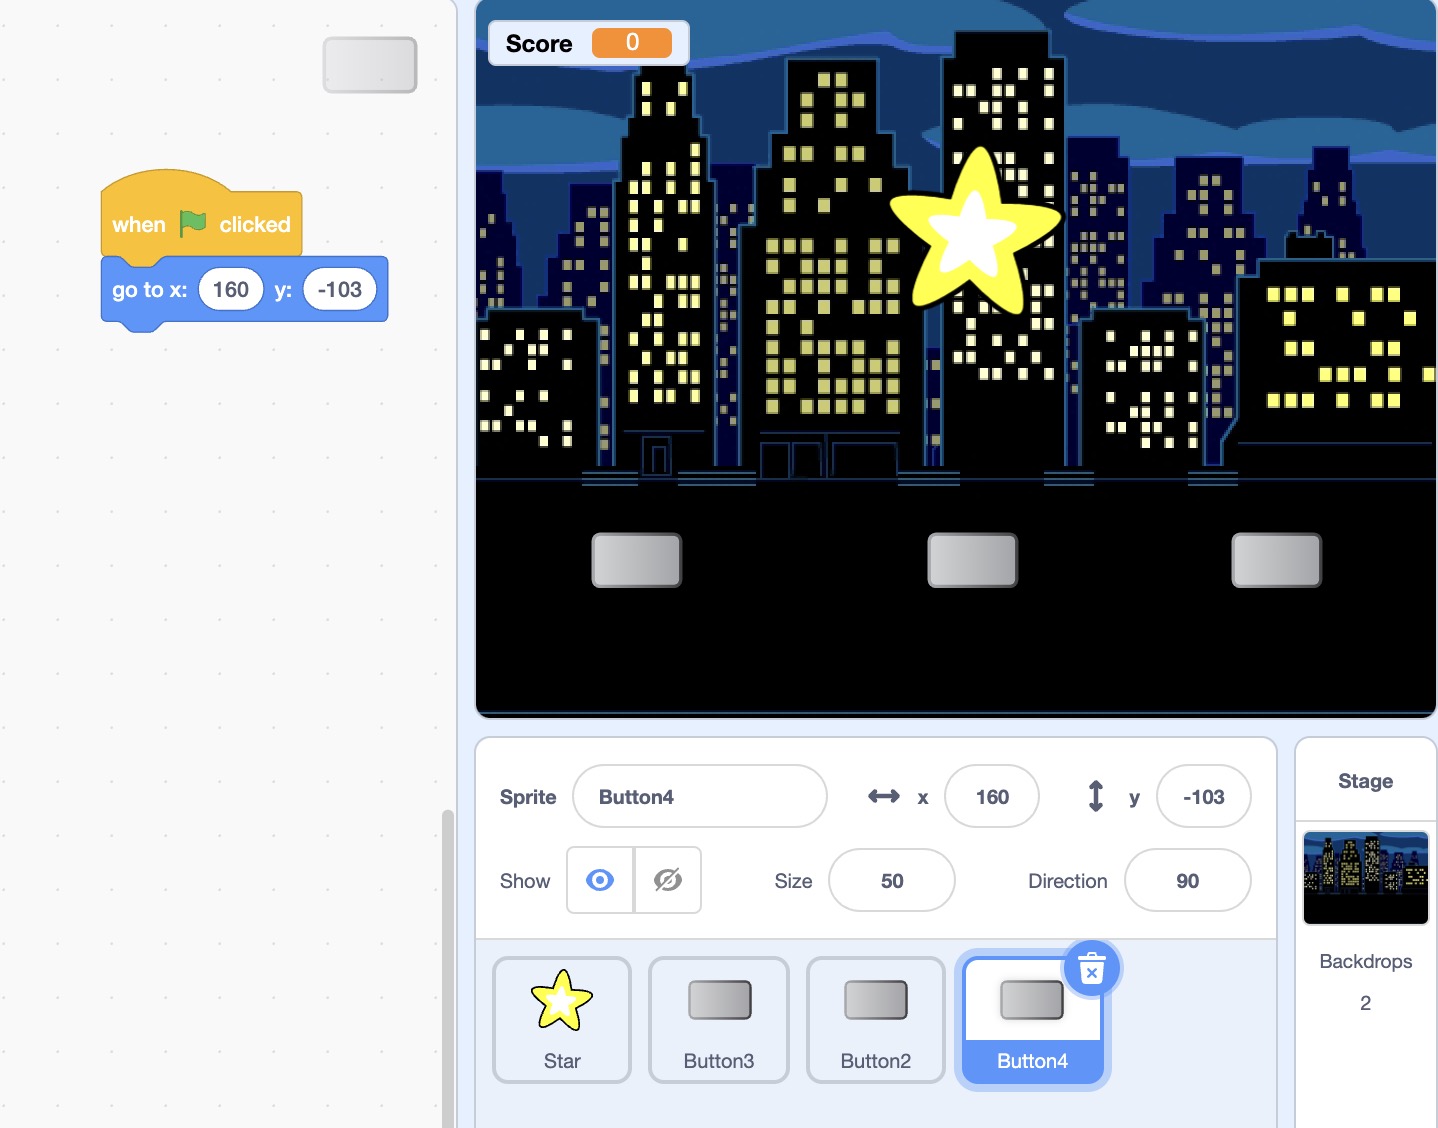 when clicked
go to x: 160 y: -103
Score 0
Sprite Button4 x 160 y -103
Show Size 50 Direction 90
Star Button3 Button2 Button4
Stage
Backdrops
2